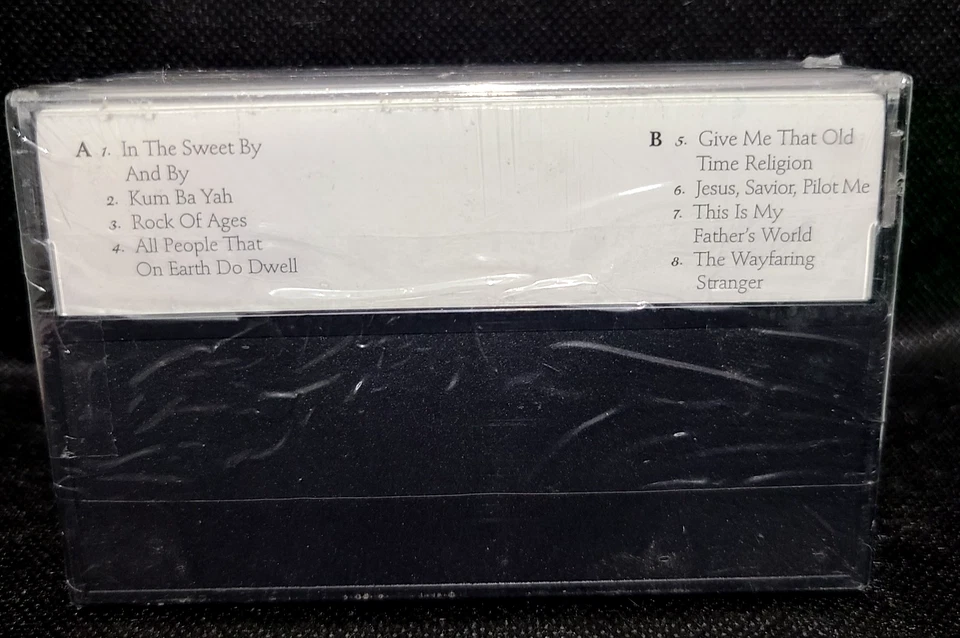 A 1. In The Sweet By
And By
2. Kum Ba Yah
3. Rock Of Ages
4. All People That
On Earth Do Dwell
B 5. Give Me That Old
Time Religion
6. Jesus, Savior, Pilot Me
7. This Is My
Father's World
8. The Wayfaring
Stranger